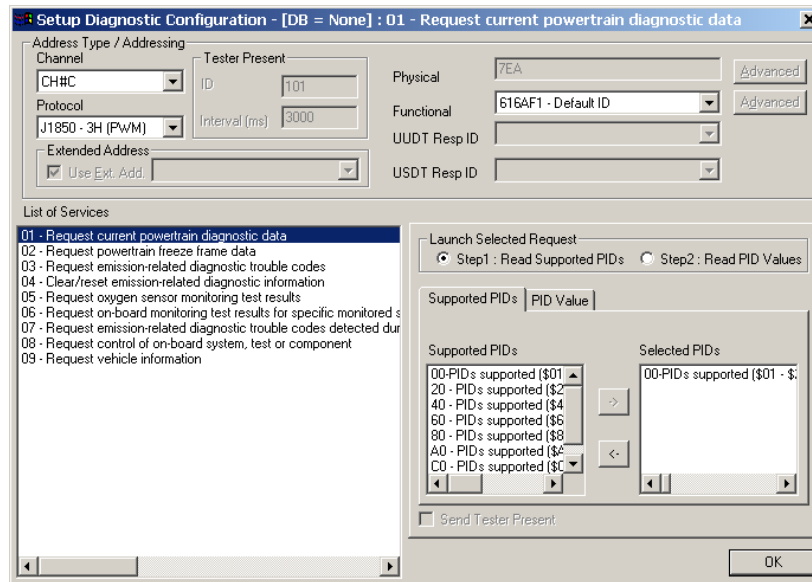 Setup Diagnostic Configuration - [DB = None] : 01 - Request current powertrain diagnostic data
Address Type / Addressing
Channel
CH#C
Protocol
J1850 - 3H (PWM)
Tester Present
ID
101
Interval (ms)
3000
Extended Address
Use Ext. Add.
Physical
7EA
Advanced
Functional
616AF1 - Default ID
Advanced
UUDT Resp ID
USDT Resp ID
List of Services
01 - Request current powertrain diagnostic data
02 - Request powertrain freeze frame data
03 - Request emission-related diagnostic trouble codes
04 - Clear/reset emission-related diagnostic information
05 - Request oxygen sensor monitoring test results
06 - Request on-board monitoring test results for specific monitored s
07 - Request emission-related diagnostic trouble codes detected dur
08 - Request control of on-board system, test or component
09 - Request vehicle information
Launch Selected Request
Step1 : Read Supported PIDs
Step2 : Read PID Values
Supported PIDs
PID Value
Supported PIDs
00-PIDs supported ($01
20 - PIDs supported ($2
40 - PIDs supported ($4
60 - PIDs supported ($6
80 - PIDs supported ($8
A0 - PIDs supported ($A
C0 - PIDs supported ($C
->
<-
Selected PIDs
00-PIDs supported ($01 - $2
Send Tester Present
OK